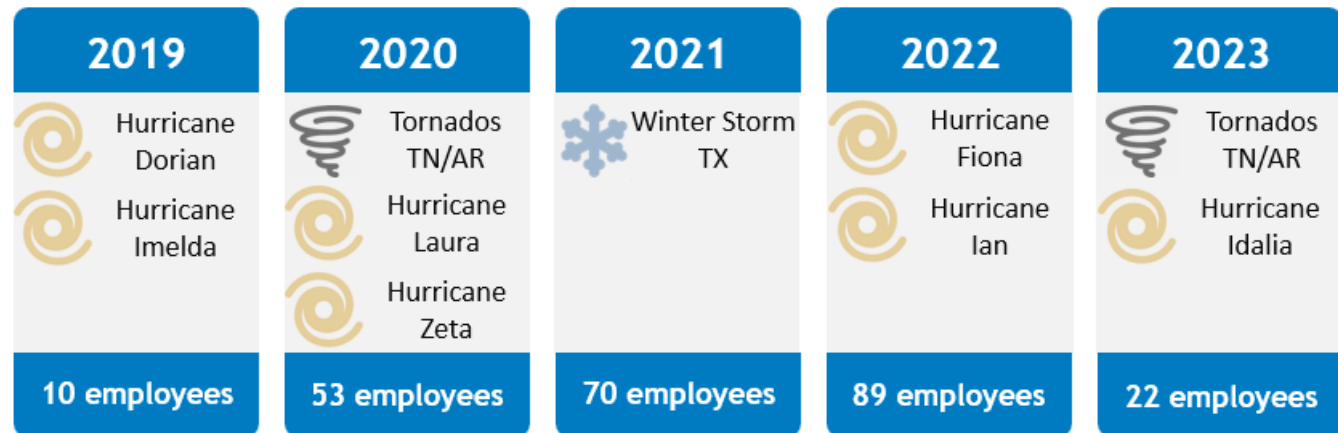 2019
Hurricane
Dorian
Hurricane
Imelda
10 employees
2020
Tornados
TN/AR
Hurricane
Laura
Hurricane
Zeta
53 employees
2021
Winter Storm
TX
70 employees
2022
Hurricane
Fiona
Hurricane
Ian
89 employees
2023
Tornados
TN/AR
Hurricane
Idalia
22 employees